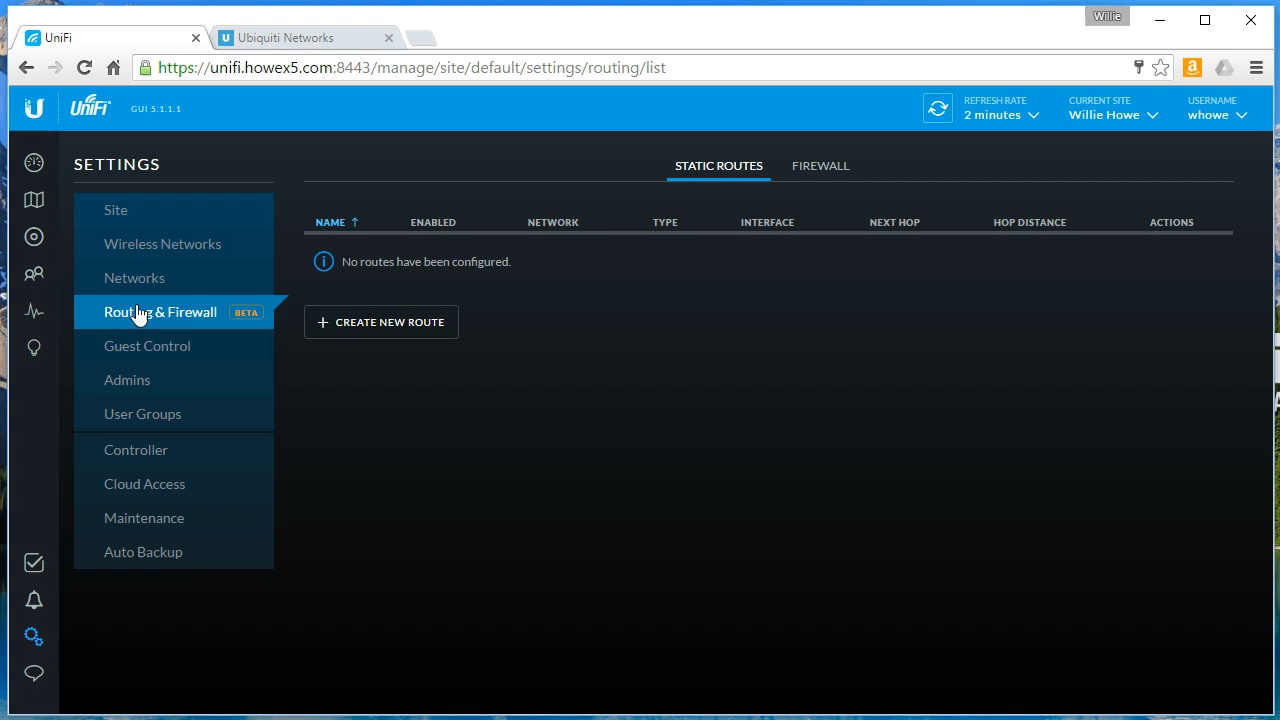 Willie
UniFi
Ubiquiti Networks
https://unifi.howex5.com:8443/manage/site/default/settings/routing/list
UniFi
GUI 5.1.1.1
REFRESH RATE
2 minutes
CURRENT SITE
Willie Howe
USERNAME
whowe
SETTINGS
STATIC ROUTES
FIREWALL
Site
Wireless Networks
Networks
Routing & Firewall BETA
Guest Control
Admins
User Groups
Controller
Cloud Access
Maintenance
Auto Backup
NAME ↑ ENABLED NETWORK TYPE INTERFACE NEXT HOP HOP DISTANCE ACTIONS
No routes have been configured.
+ CREATE NEW ROUTE